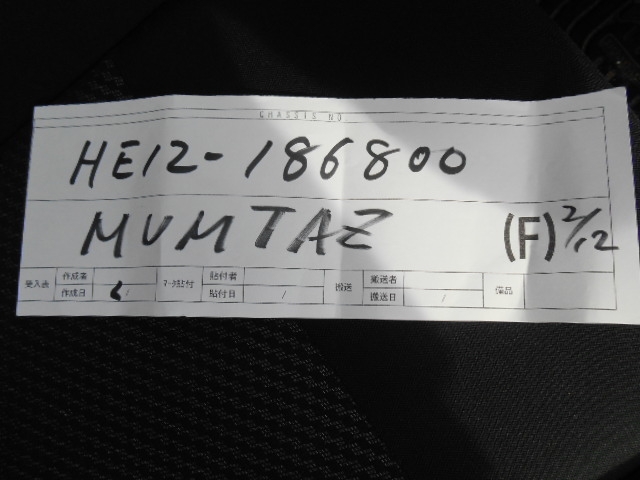 CHASSIS NO
HE12-186800
MUMTAZ (F) 2/12
受入表 作成者 マーク貼付 貼付者 搬送 搬送者 備品
作成日 / 貼付日 / 搬送日 /